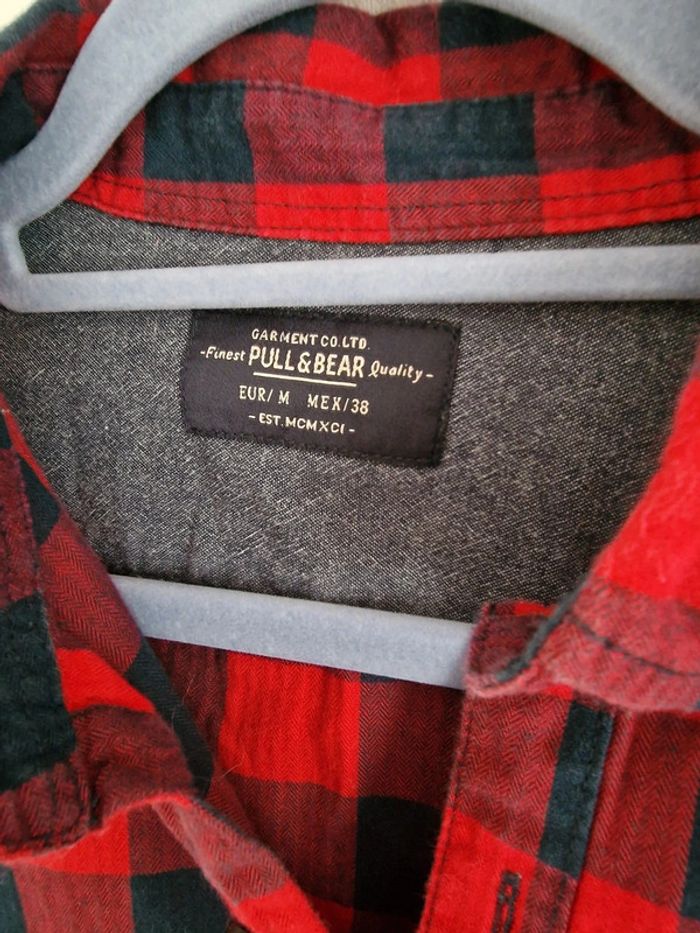 GARMENT CO.LTD.
-Finest PULL&BEAR Quality-
EUR/ M MEX/38
- EST.MCMXCI -